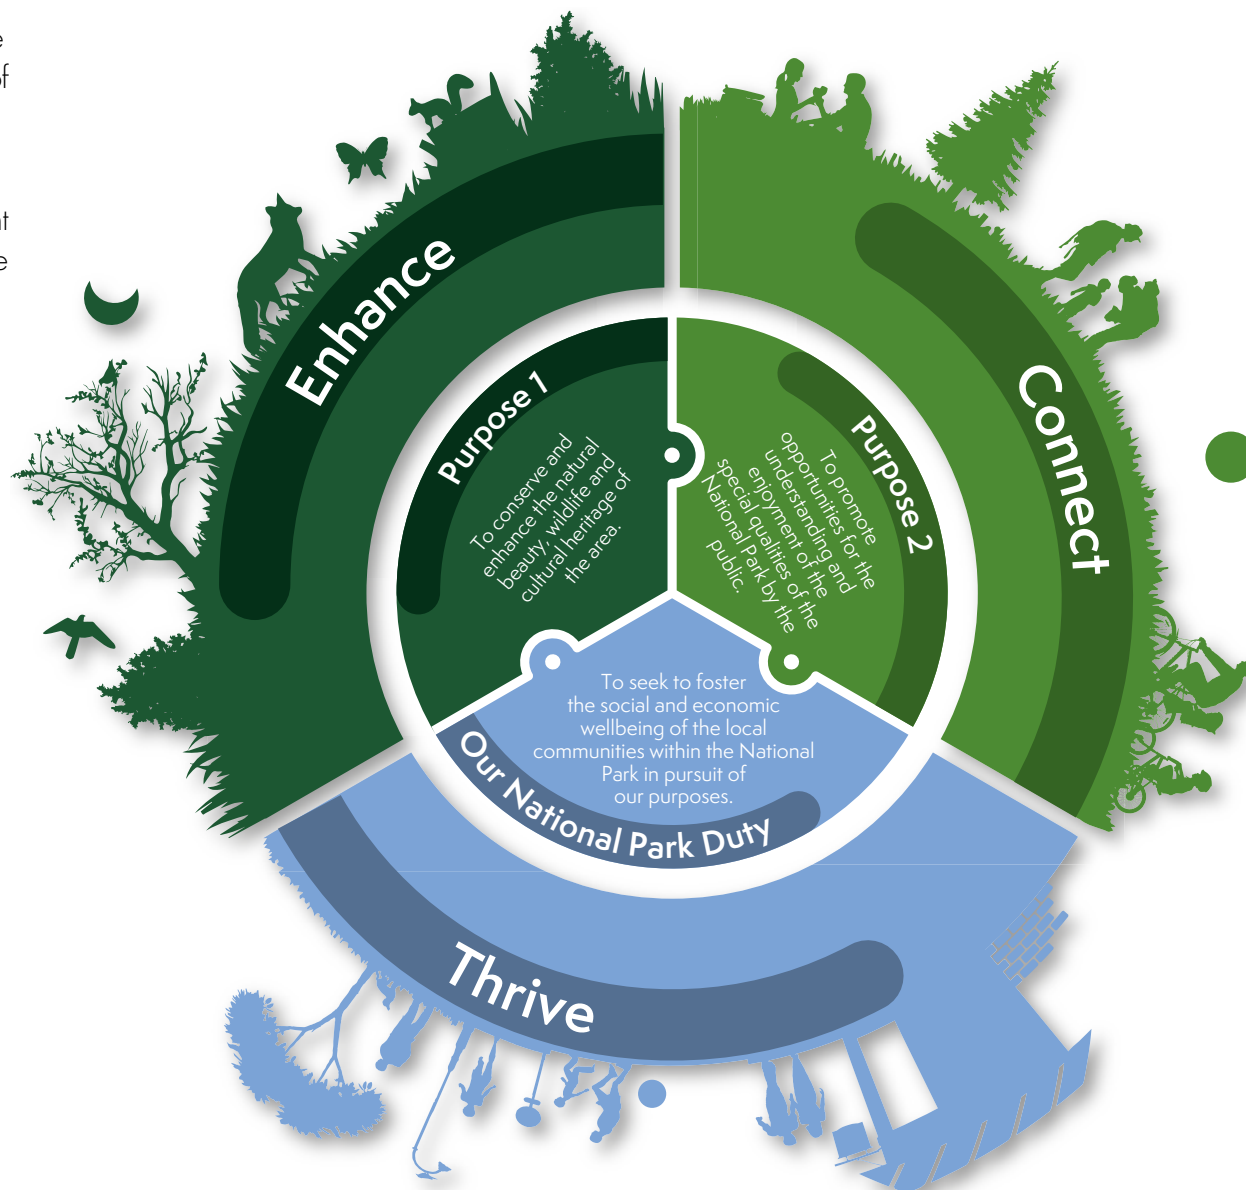 e
of
nt
e
Enhance
Purpose 1
To conserve and
enhance the natural
beauty, wildlife and
cultural heritage of
the area.
Connect
Purpose 2
To promote
opportunities for the
understanding and
enjoyment of the
special qualities of the
National Park by the
public.
To seek to foster
the social and economic
wellbeing of the local
communities within the National
Park in pursuit of
our purposes.
Our National Park Duty
Thrive